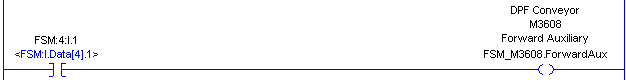 DPF Conveyor
M3608
Forward Auxiliary
FSM:4:I.1
<FSM:I.Data[4].1>
FSM_M3608.ForwardAux